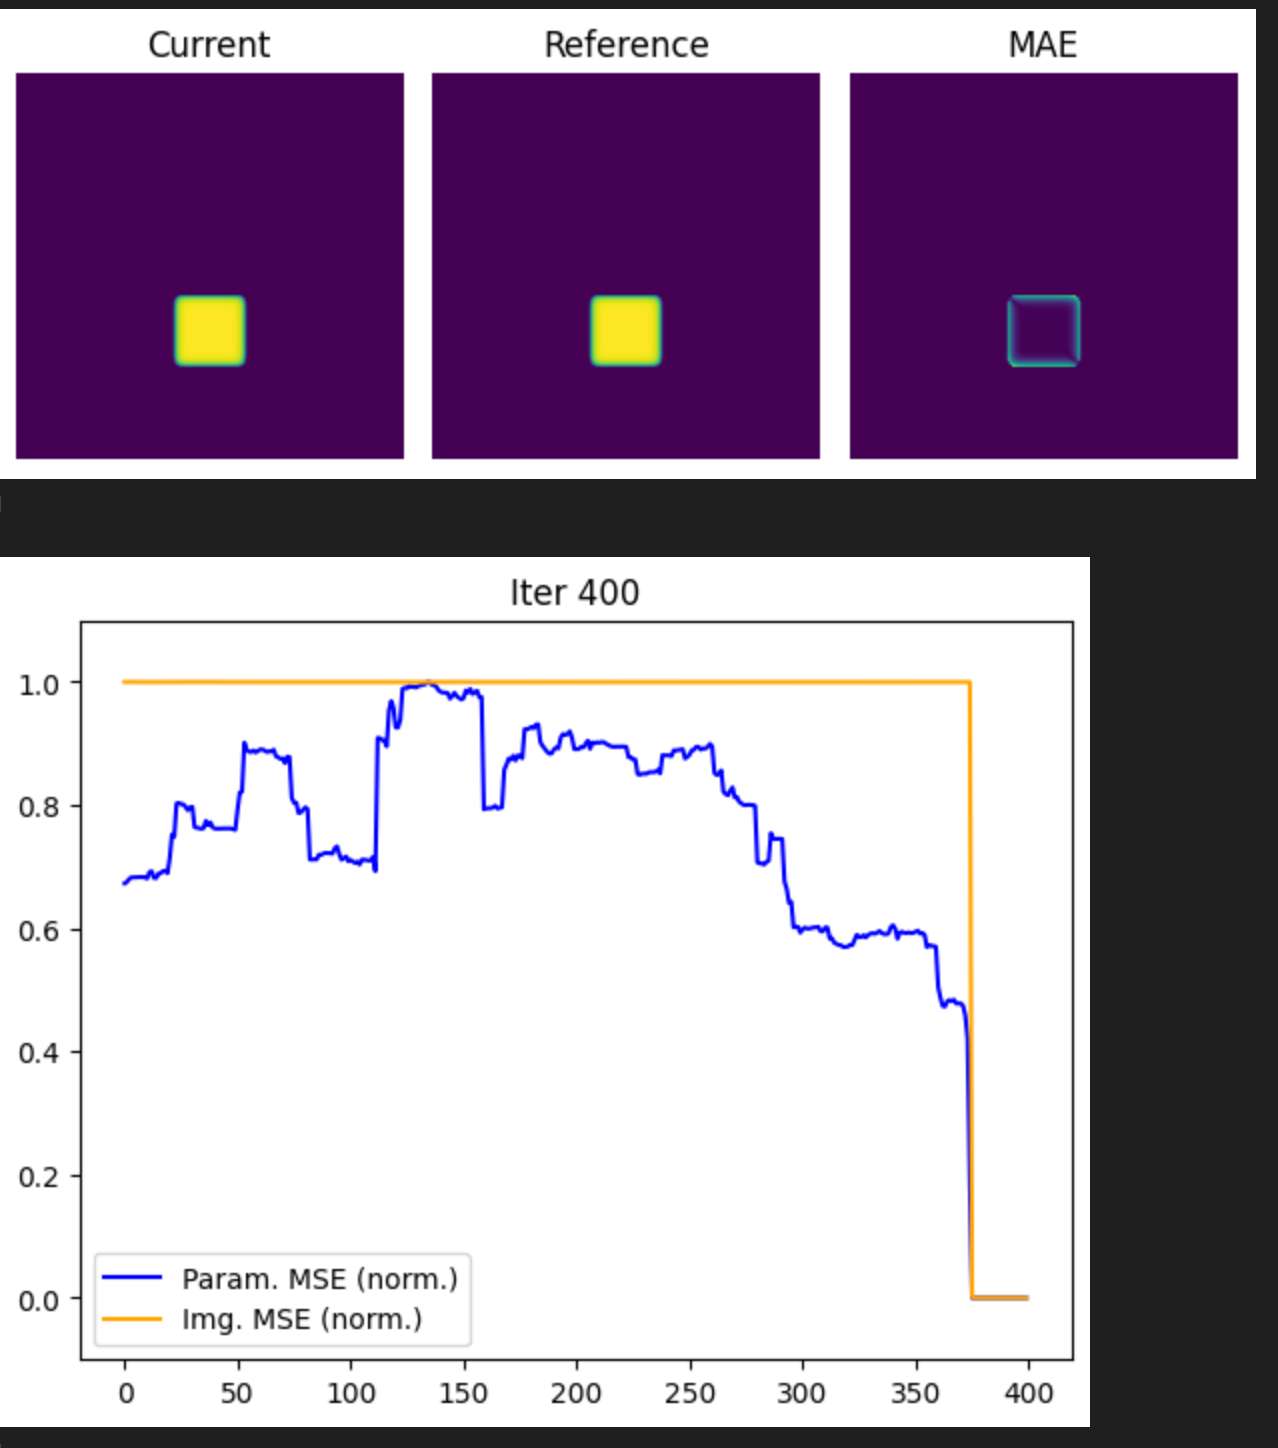 Current Reference MAE
Iter 400
1.0
0.8
0.6
0.4
0.2
0.0
Param. MSE (norm.)
Img. MSE (norm.)
0 50 100 150 200 250 300 350 400